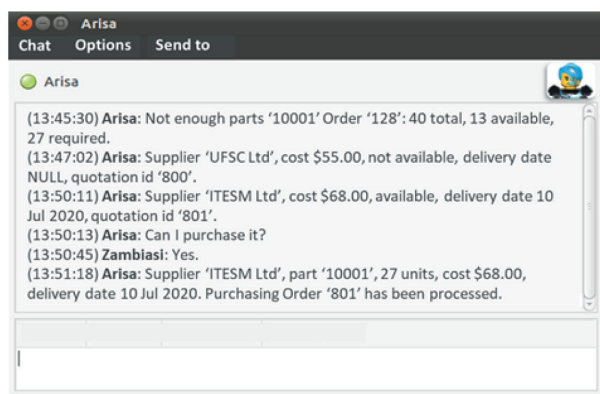 Arisa
Chat Options Send to
Arisa
(13:45:30) Arisa: Not enough parts ‘10001’ Order ‘128’: 40 total, 13 available,
27 required.
(13:47:02) Arisa: Supplier ‘UFSC Ltd’, cost $55.00, not available, delivery date
NULL, quotation id ‘800’.
(13:50:11) Arisa: Supplier ‘ITESM Ltd’, cost $68.00, available, delivery date 10
Jul 2020, quotation id ‘801’.
(13:50:13) Arisa: Can I purchase it?
(13:50:45) Zambiasi: Yes.
(13:51:18) Arisa: Supplier ‘ITESM Ltd’, part ‘10001’, 27 units, cost $68.00,
delivery date 10 Jul 2020. Purchasing Order ‘801’ has been processed.